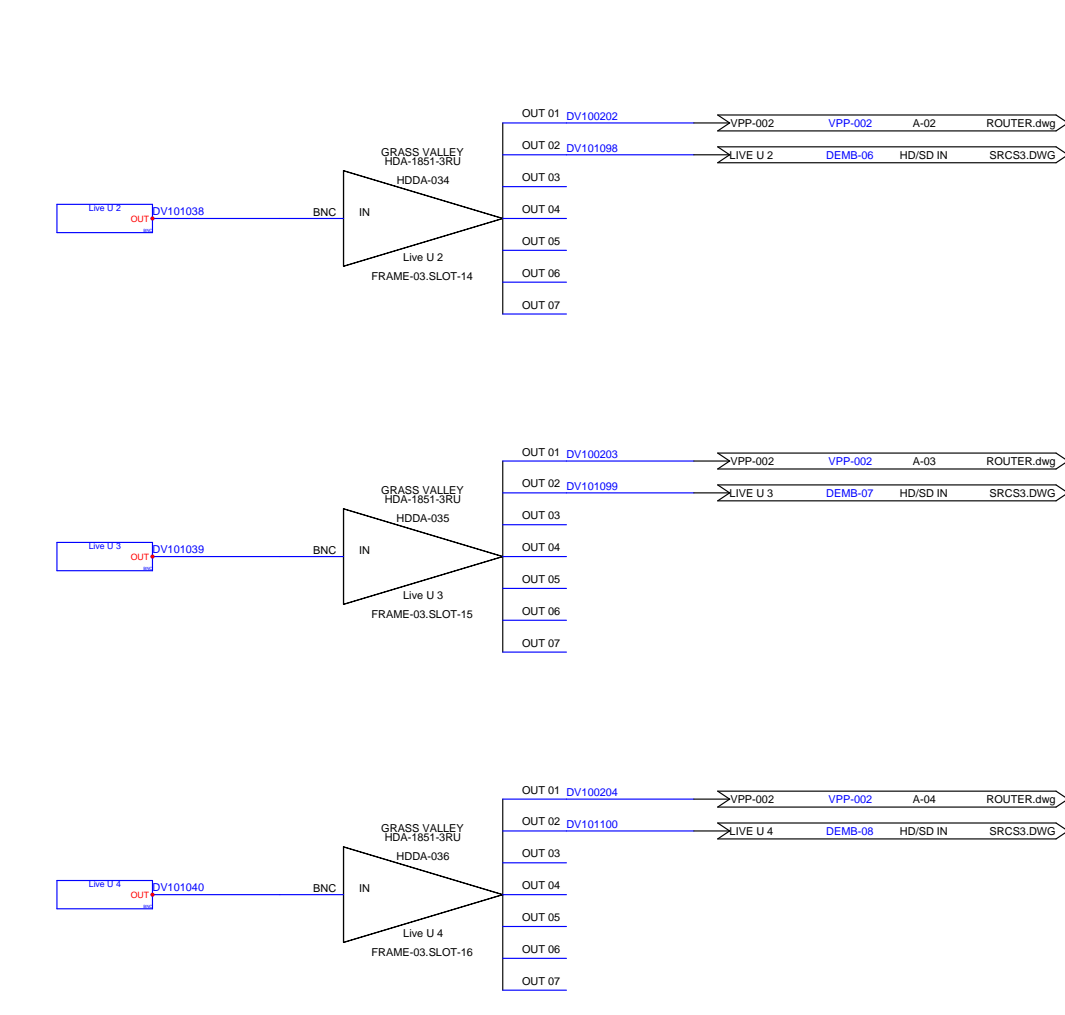 OUT 01 DV100202 VPP-002 VPP-002 A-02 ROUTER.dwg
OUT 02 DV101098 LIVE U 2 DEMB-06 HD/SD IN SRCS3.DWG
GRASS VALLEY
HDA-1851-3RU
HDDA-034
OUT 03
Live U 2
OUT
BNC
DV101038
BNC
IN
OUT 04
OUT 05
Live U 2
FRAME-03.SLOT-14
OUT 06
OUT 07
OUT 01 DV100203 VPP-002 VPP-002 A-03 ROUTER.dwg
OUT 02 DV101099 LIVE U 3 DEMB-07 HD/SD IN SRCS3.DWG
GRASS VALLEY
HDA-1851-3RU
HDDA-035
OUT 03
Live U 3
OUT
BNC
DV101039
BNC
IN
OUT 04
OUT 05
Live U 3
FRAME-03.SLOT-15
OUT 06
OUT 07
OUT 01 DV100204 VPP-002 VPP-002 A-04 ROUTER.dwg
OUT 02 DV101100 LIVE U 4 DEMB-08 HD/SD IN SRCS3.DWG
GRASS VALLEY
HDA-1851-3RU
HDDA-036
OUT 03
Live U 4
OUT
BNC
DV101040
BNC
IN
OUT 04
OUT 05
Live U 4
FRAME-03.SLOT-16
OUT 06
OUT 07